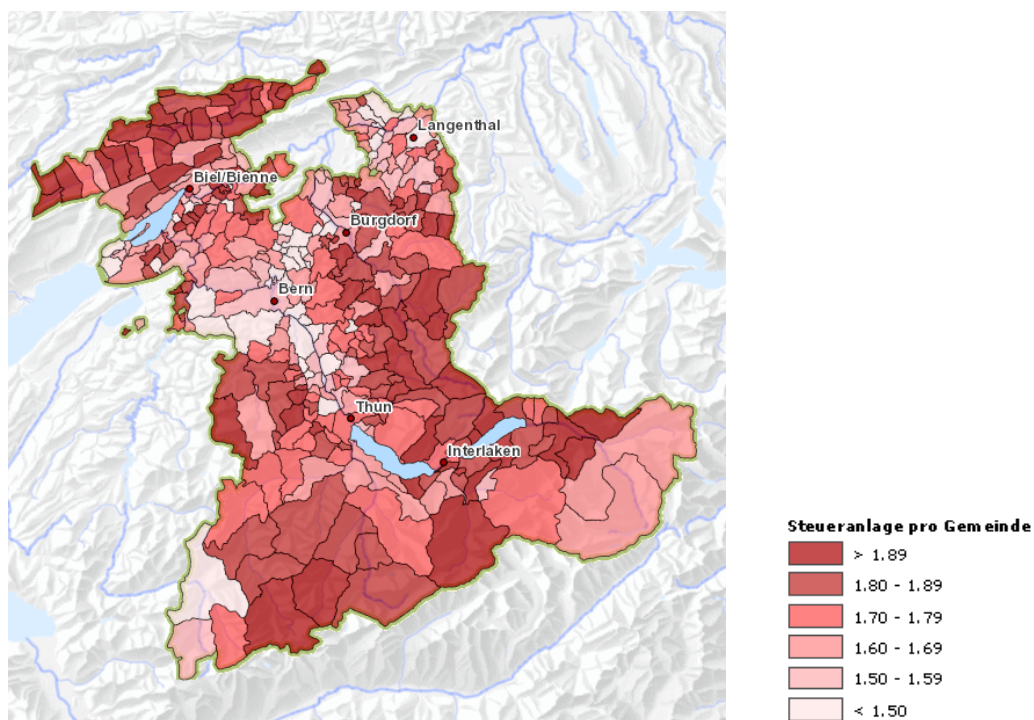 Langenthal
Biel/Bienne
Burgdorf
Bern
Thun
Interlaken
Steueranlage pro Gemeinde
> 1.89
1.80 - 1.89
1.70 - 1.79
1.60 - 1.69
1.50 - 1.59
< 1.50